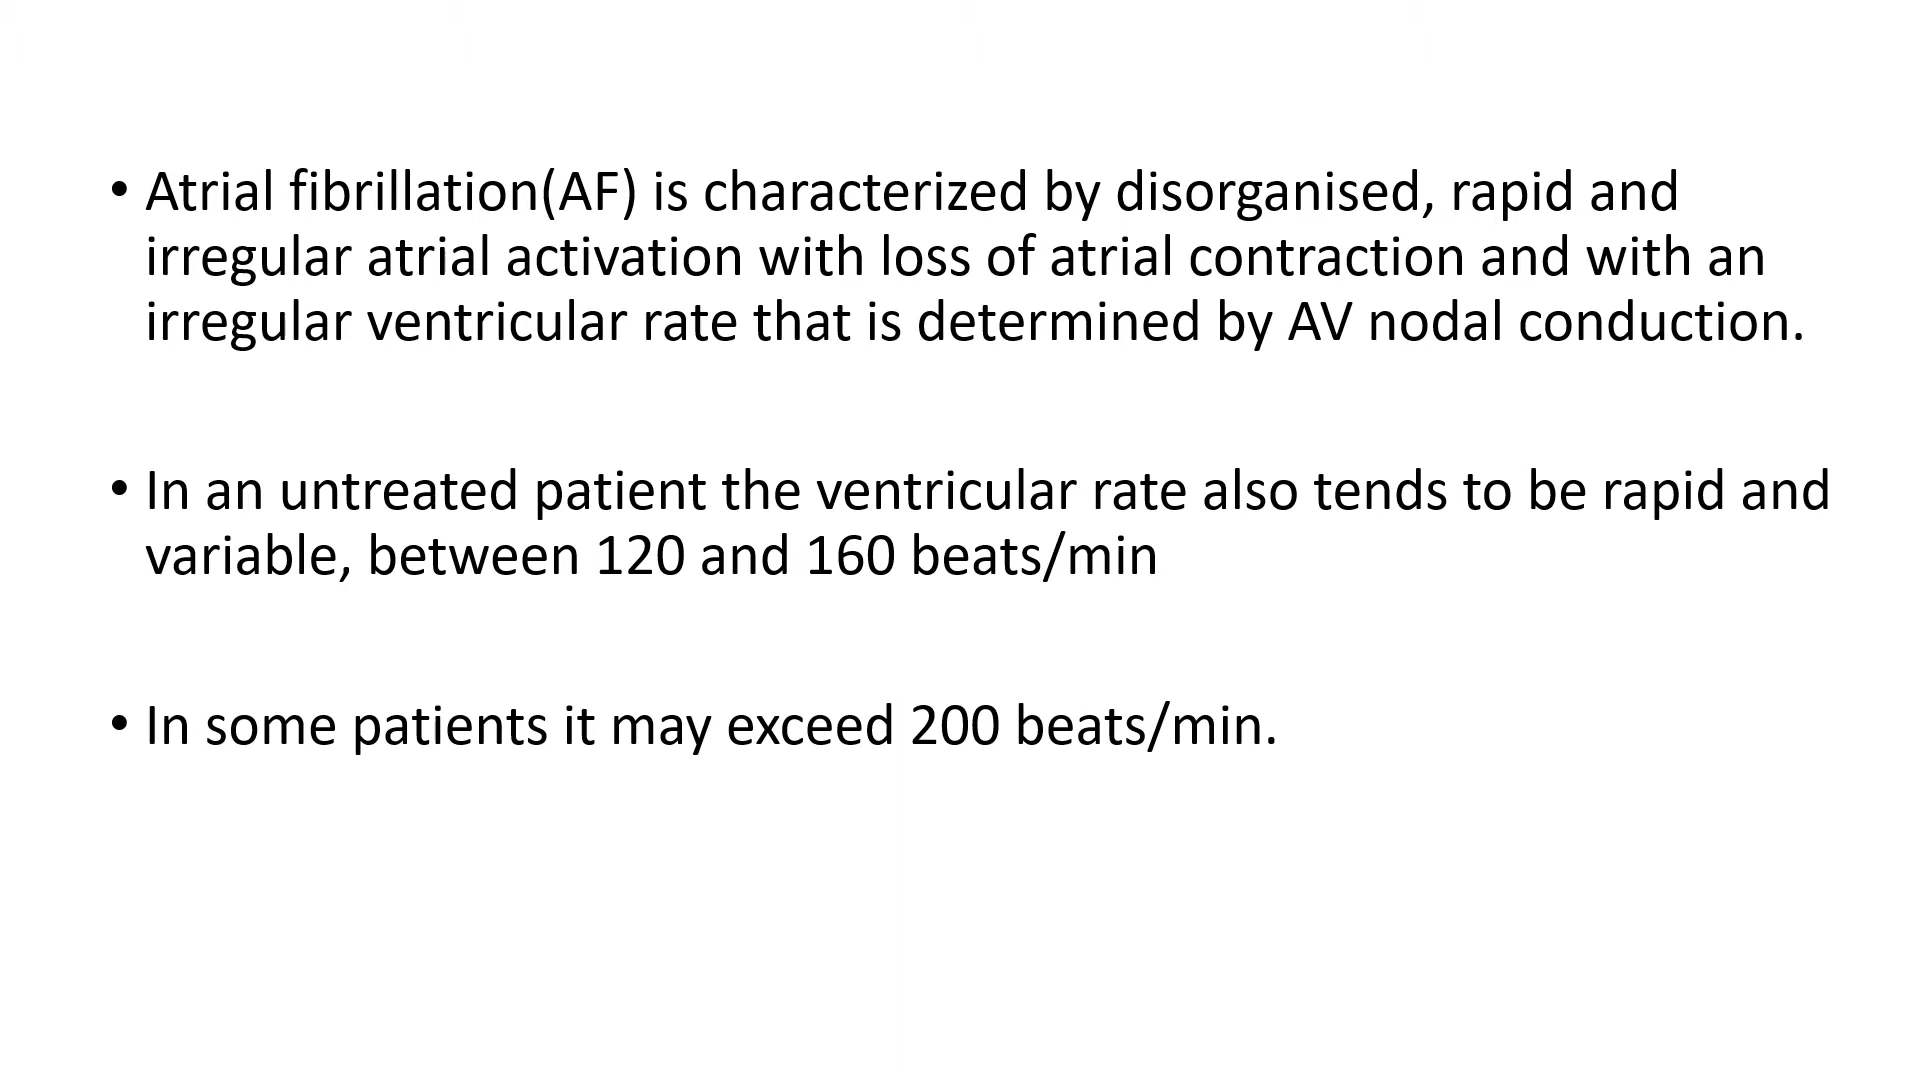 • Atrial fibrillation(AF) is characterized by disorganised, rapid and
irregular atrial activation with loss of atrial contraction and with an
irregular ventricular rate that is determined by AV nodal conduction.
• In an untreated patient the ventricular rate also tends to be rapid and
variable, between 120 and 160 beats/min
• In some patients it may exceed 200 beats/min.